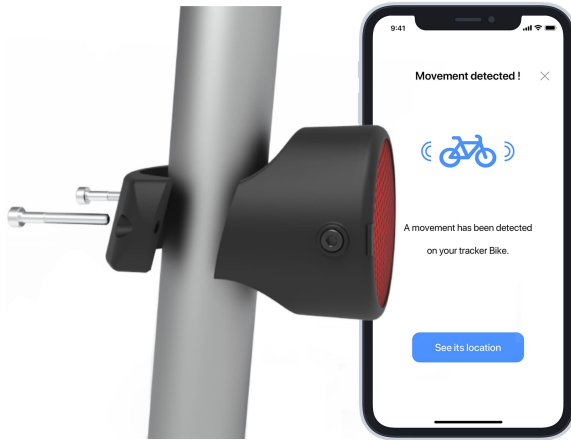 9:41
Movement detected !
A movement has been detected
on your tracker Bike.
See its location